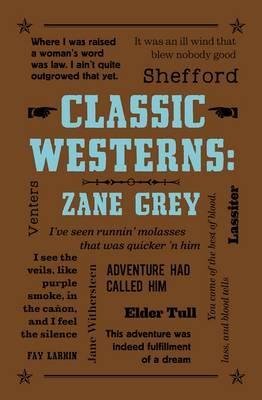 Where I was raised
a woman's word
was law. I ain't quite
outgrowed that yet.
It was an ill wind that
blew nobody good
Shefford
CLASSIC
WESTERNS:
ZANE GREY
Venters
I've seen runnin' molasses
that was quicker 'n him
Lassiter
You come of the best of blood,
lass, and blood tells
I see the
veils, like
purple
smoke, in
the cañon,
and I feel
the silence
FAY LARKIN
Jane Withersteen
ADVENTURE HAD
CALLED HIM
Elder Tull
This adventure was
indeed fulfillment
of a dream